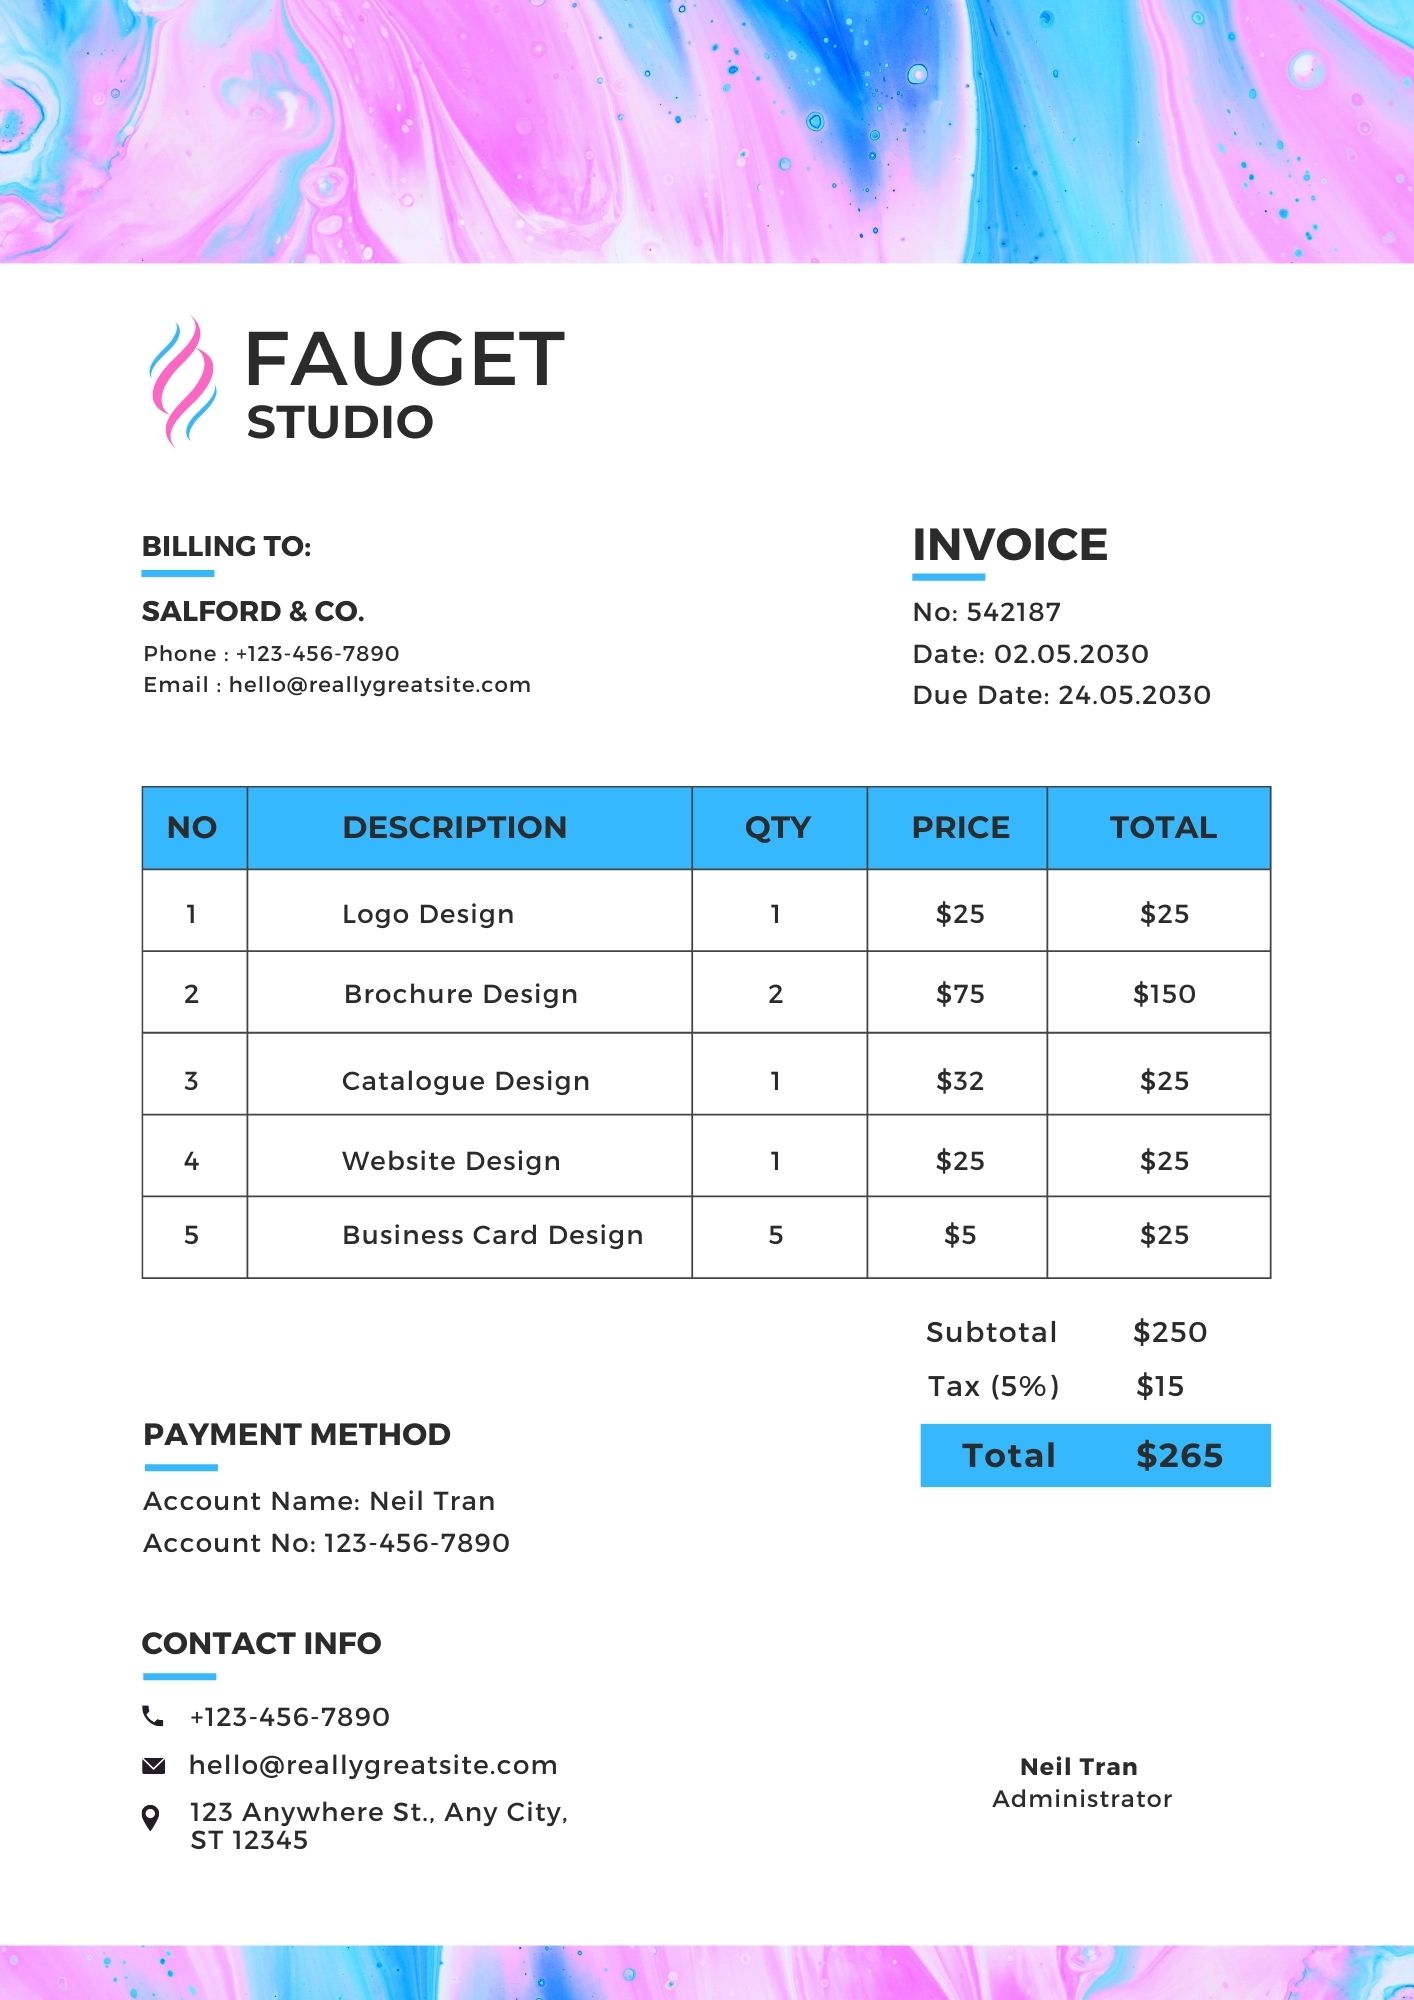 FAUGET
STUDIO
BILLING TO:
SALFORD & CO.
Phone : +123-456-7890
Email : hello@reallygreatsite.com
INVOICE
No: 542187
Date: 02.05.2030
Due Date: 24.05.2030
NO DESCRIPTION QTY PRICE TOTAL
1 Logo Design 1 $25 $25
2 Brochure Design 2 $75 $150
3 Catalogue Design 1 $32 $25
4 Website Design 1 $25 $25
5 Business Card Design 5 $5 $25
Subtotal $250
Tax (5%) $15
Total $265
PAYMENT METHOD
Account Name: Neil Tran
Account No: 123-456-7890
CONTACT INFO
+123-456-7890
hello@reallygreatsite.com
123 Anywhere St., Any City,
ST 12345
Neil Tran
Administrator